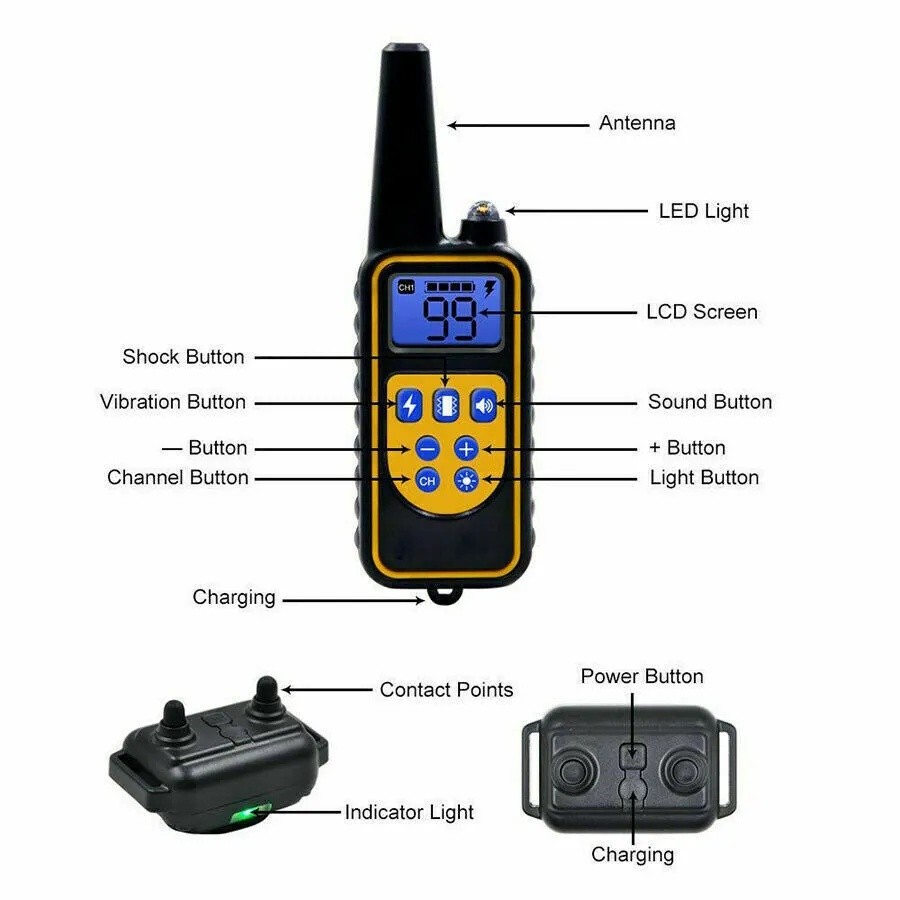 Antenna
LED Light
CH1
99
LCD Screen
Shock Button
Vibration Button
Sound Button
— Button
+ Button
Channel Button
CH
Light Button
Charging
Contact Points
Power Button
Indicator Light
Charging